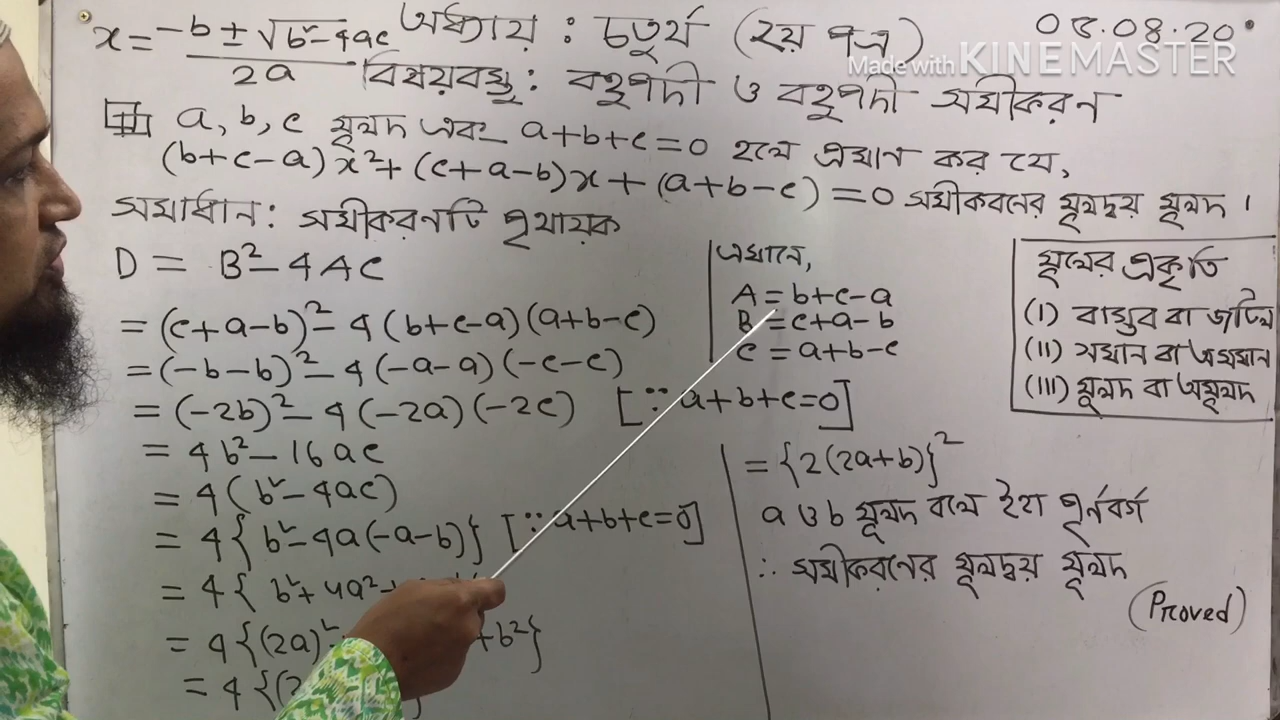 x = -b ± √b²-4ac / 2a
অধ্যায় : চতুর্থ (২য় পত্র)
05.08.20
Made with KINEMASTER
বিষয়বস্তু : বহুপদী ও বহুপদী সমীকরণ
a, b, c মূলদ এবং a+b+c=0 হলে প্রমাণ কর যে,
(b+c-a)x²+(c+a-b)x+(a+b-c)=0 সমীকরণের মূলদ্বয় মূলদ।
সমাধান: সমীকরণটি পৃথায়ক
D = B²-4AC
= (c+a-b)²-4(b+c-a)(a+b-c)
= (-b-b)²-4(-a-a)(-c-c)
= (-2b)²-4(-2a)(-2c) [∵ a+b+c=0]
= 4b²-16ac
= 4(b²-4ac)
= 4{b²-4a(-a-b)} [∵ a+b+c=0]
= 4{b²+4a²
= 4{(2a)² +b²}
= 4{(2
এখানে,
A = b+c-a
B = c+a-b
C = a+b-c
মূলের প্রকৃতি
(I) বাস্তব বা জটিল
(II) সমান বা অসমান
(III) মূলদ বা অমূলদ
= {2(2a+b)}²
a ও b মূলদ বলে ইহা পূর্নবর্গ
∴ সমীকরণের মূলদ্বয় মূলদ
(Proved)